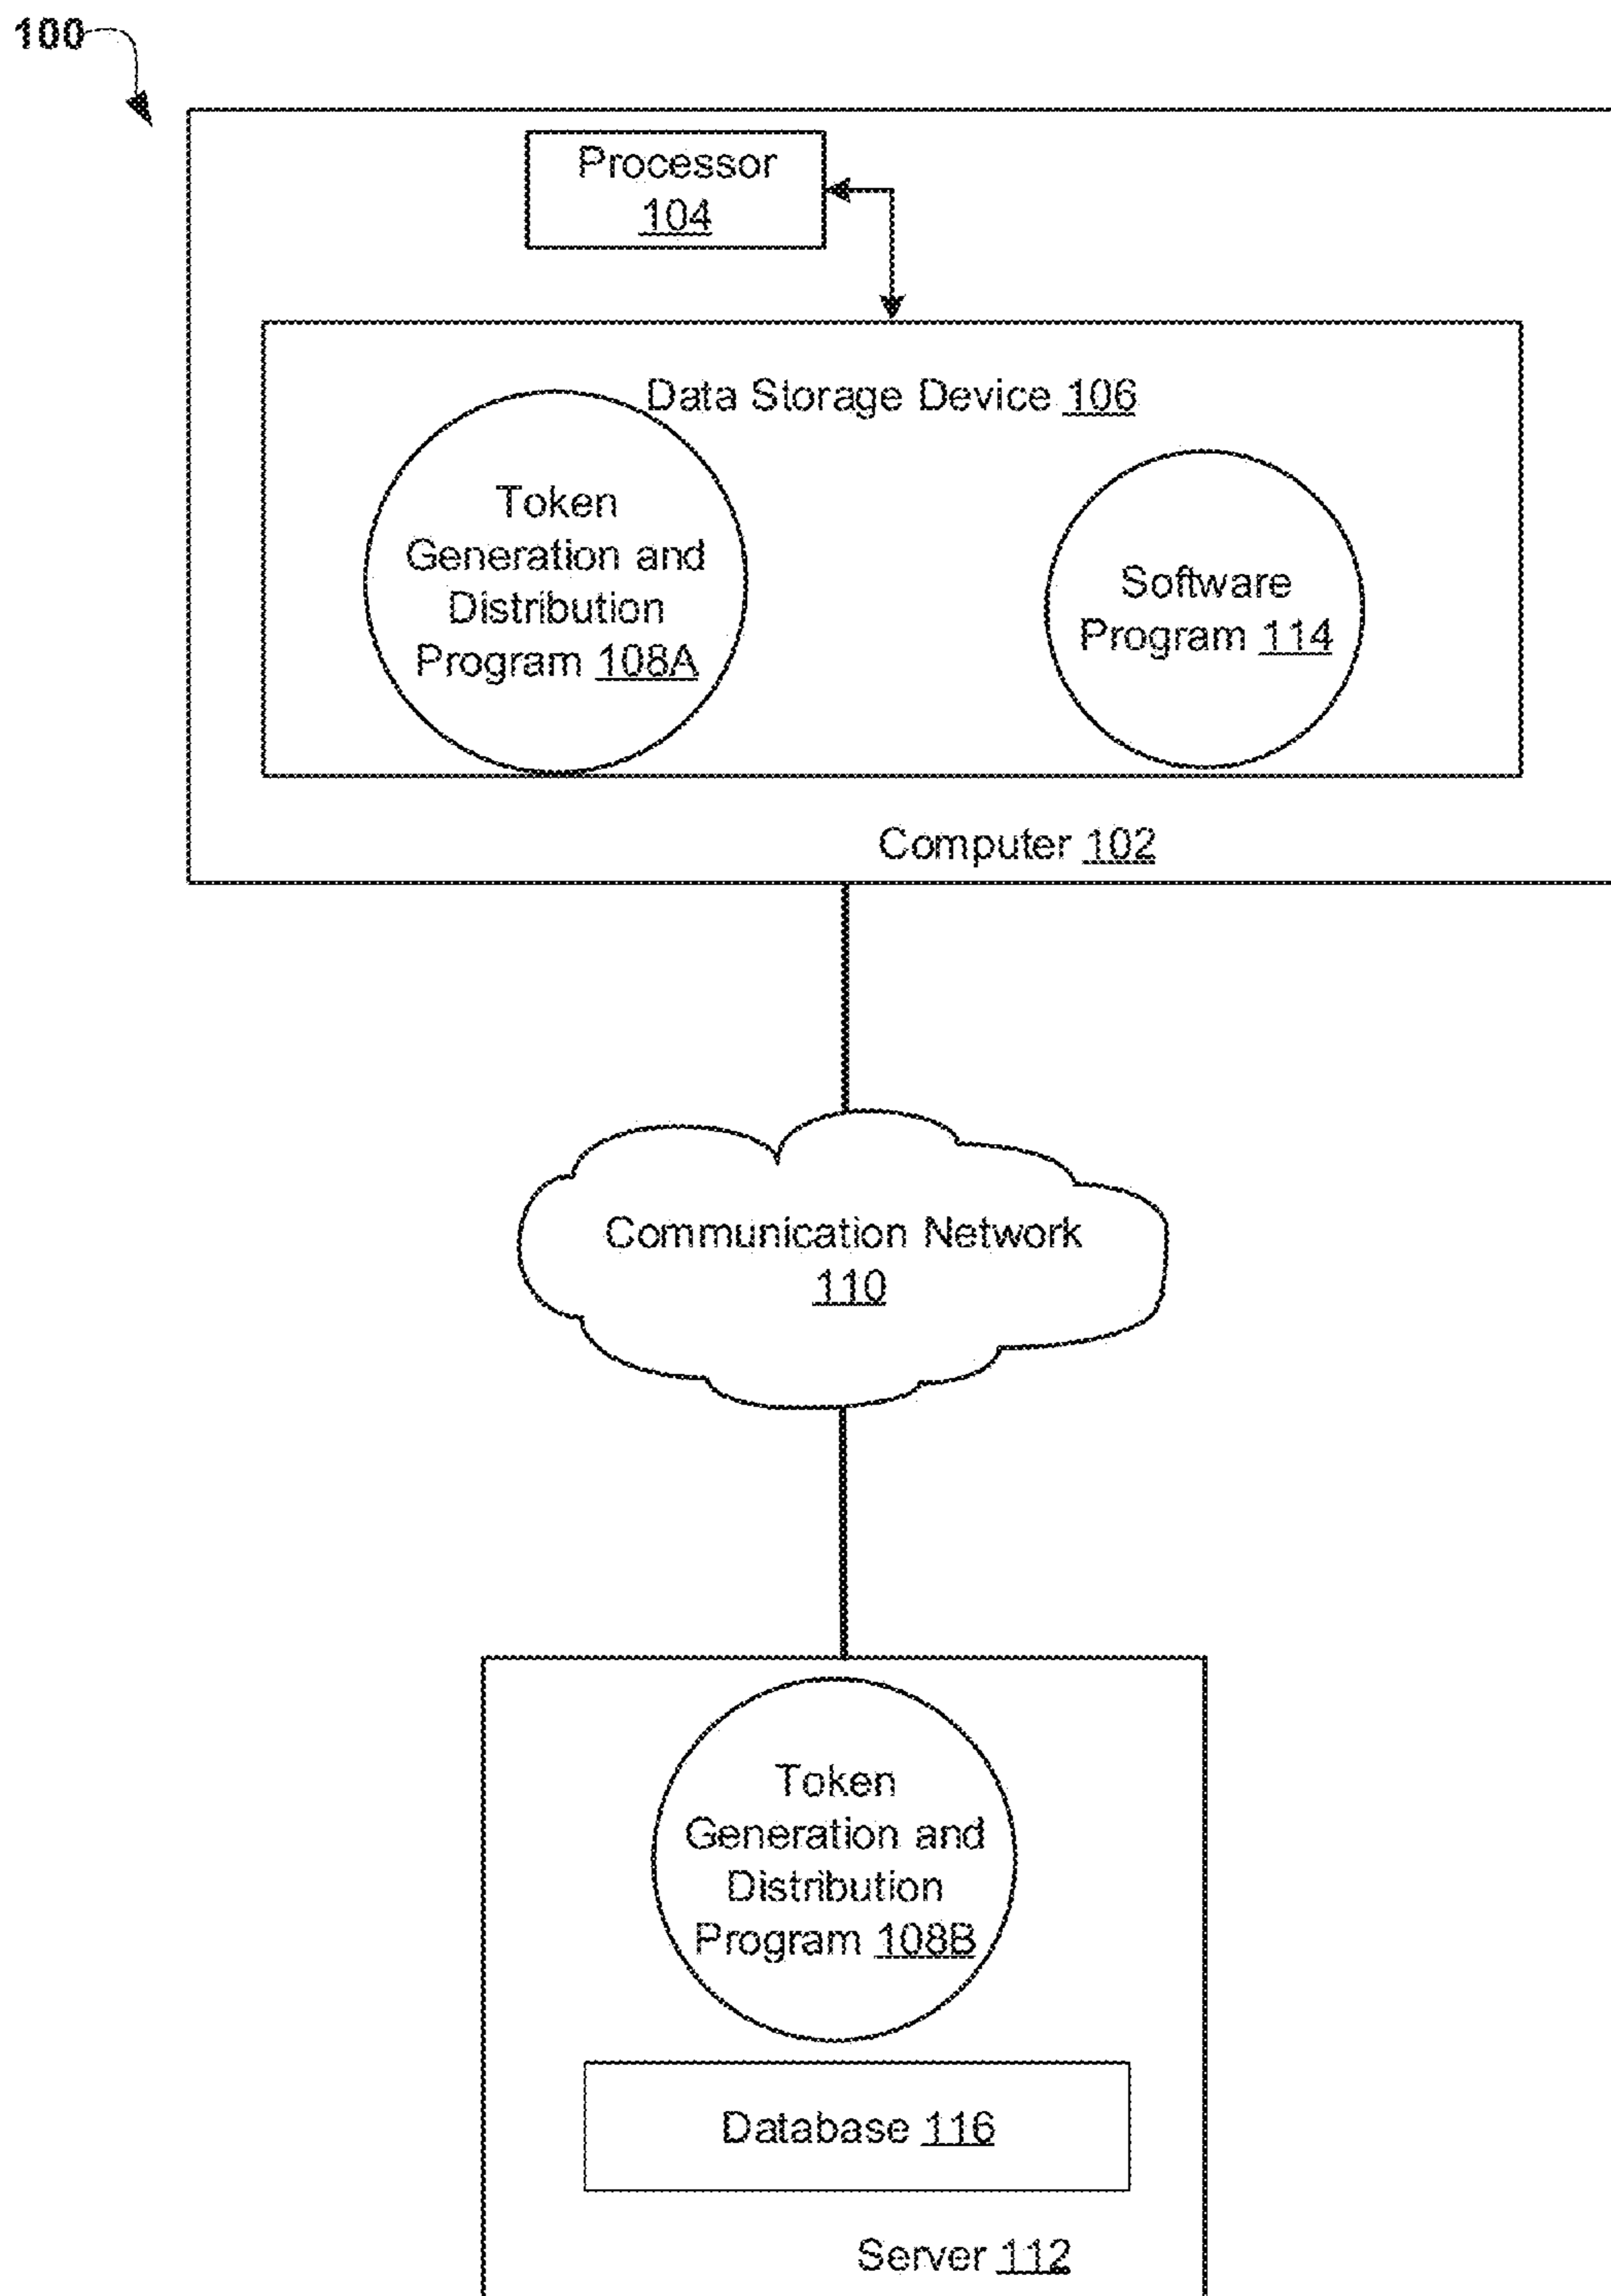 100
Processor
104
Data Storage Device 106
Token
Generation and
Distribution
Program 108A
Software
Program 114
Computer 102
Communication Network
110
Token
Generation and
Distribution
Program 108B
Database 116
Server 112